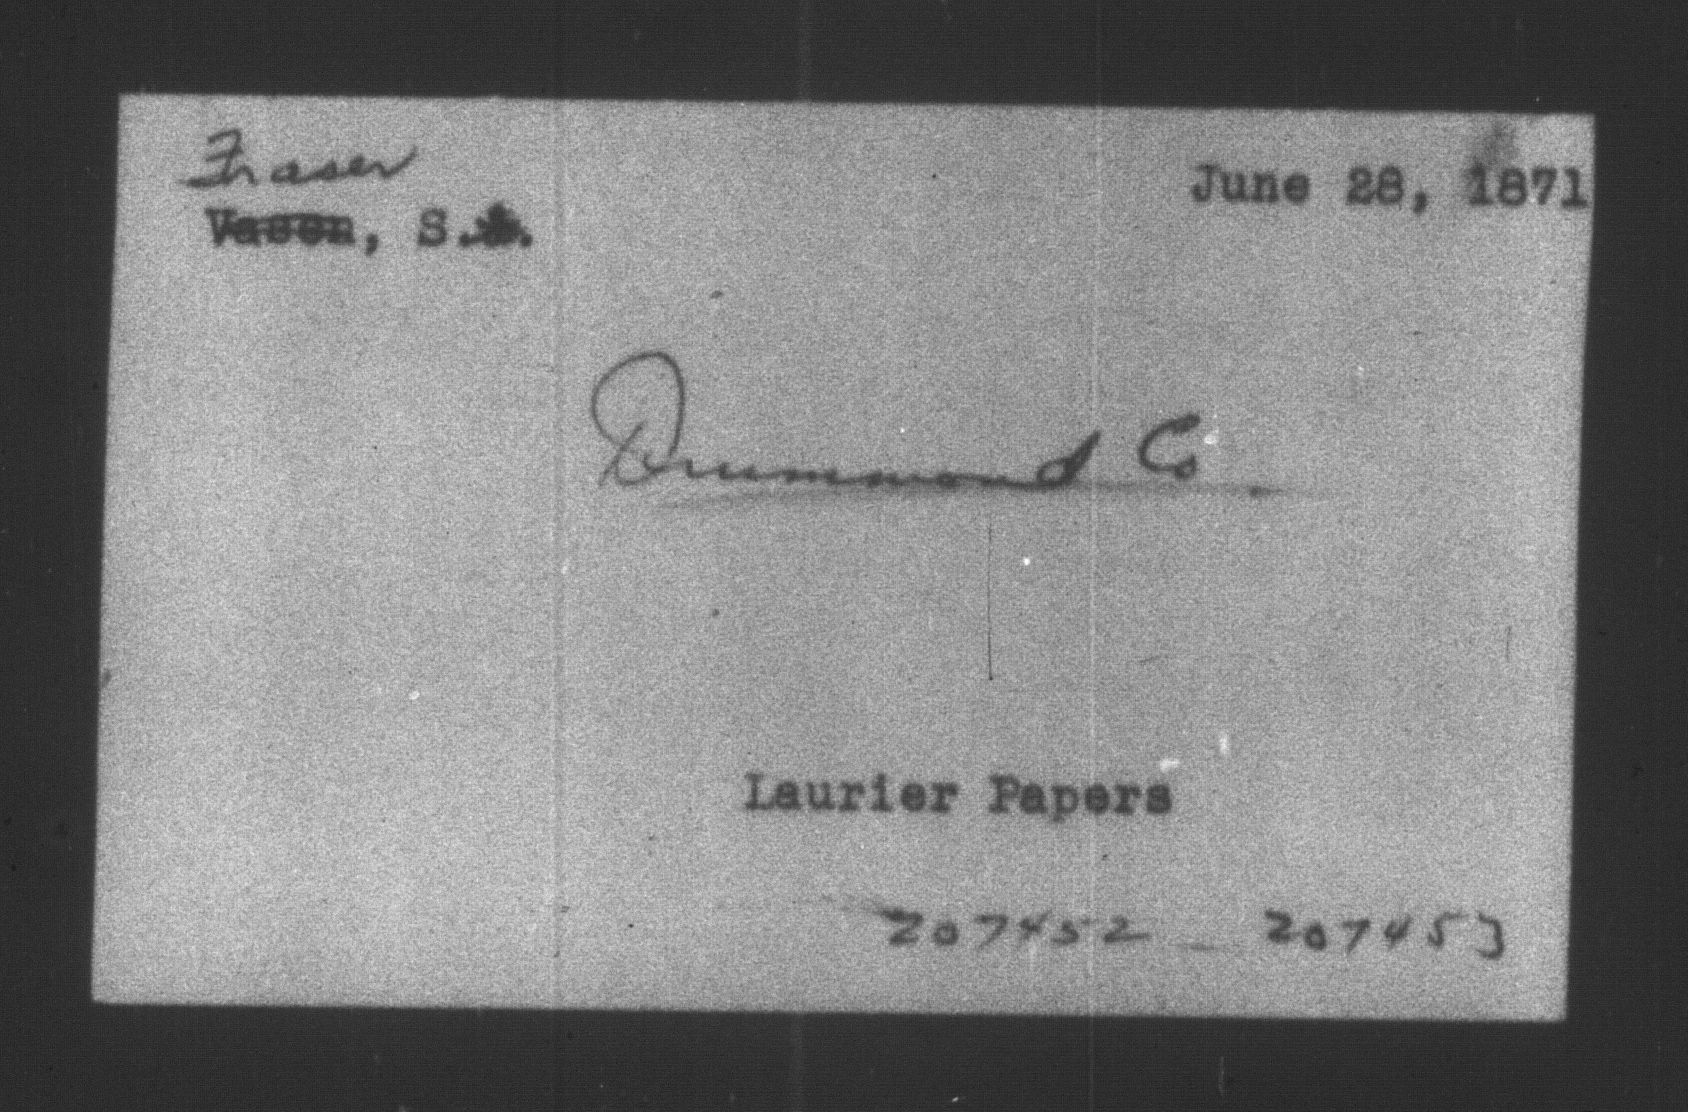 Fraser
June 28, 1871
Vasen, S.
Drummond Co.
Laurier Papers
207452 — 207453